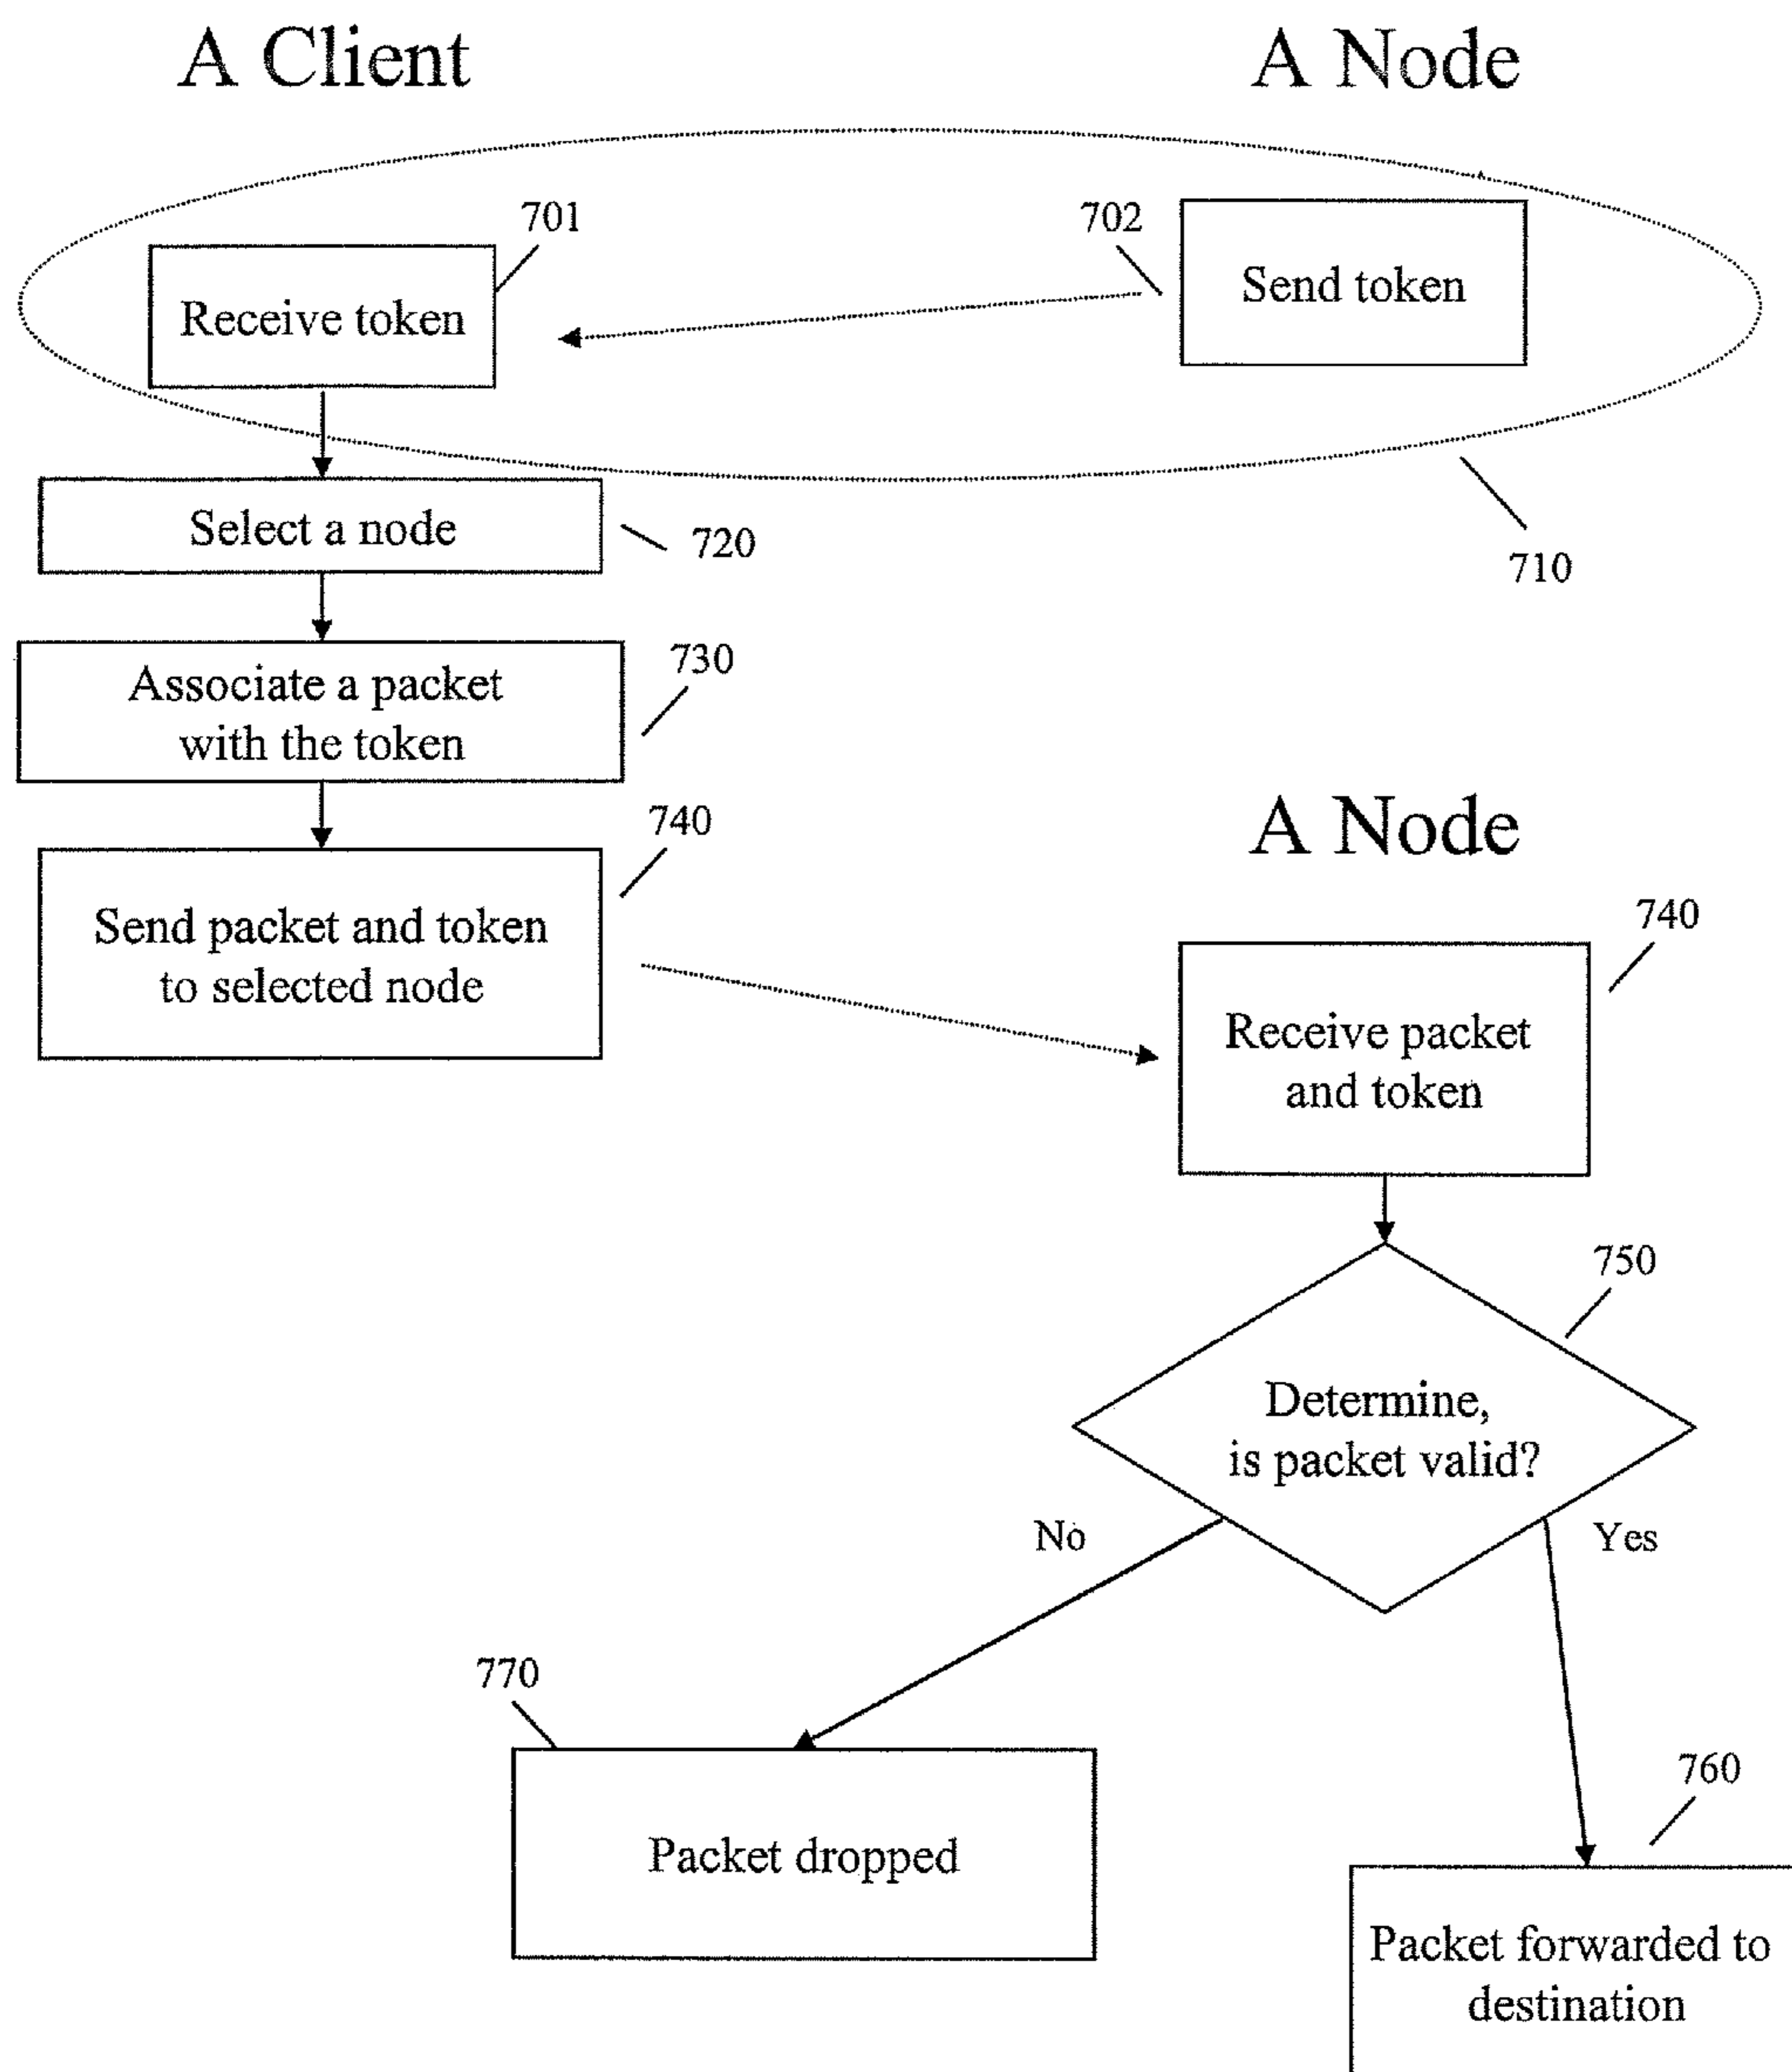 A Client
A Node
701
702
Receive token
Send token
Select a node
720
710
730
Associate a packet
with the token
740
A Node
Send packet and token
to selected node
740
Receive packet
and token
750
Determine,
is packet valid?
No
Yes
770
760
Packet dropped
Packet forwarded to
destination